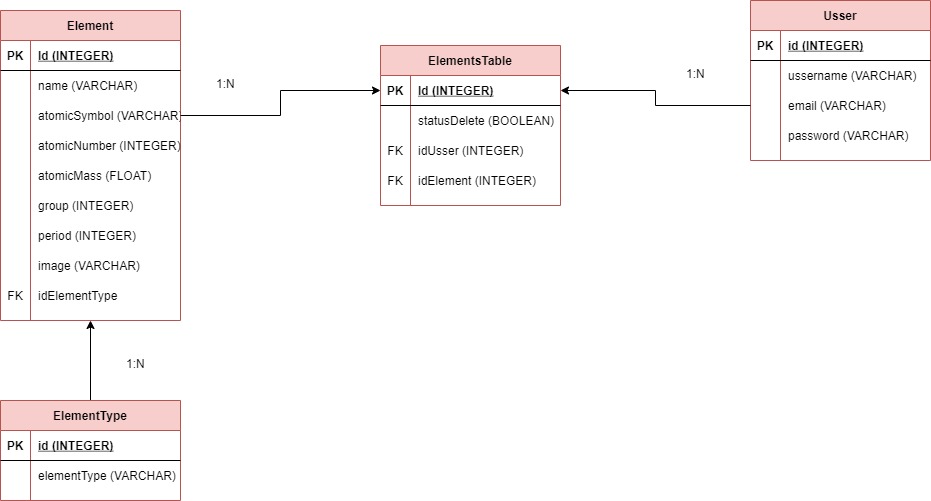 Element
PK Id (INTEGER)
name (VARCHAR)
atomicSymbol (VARCHAR)
atomicNumber (INTEGER)
atomicMass (FLOAT)
group (INTEGER)
period (INTEGER)
image (VARCHAR)
FK idElementType
1:N
ElementsTable
PK Id (INTEGER)
statusDelete (BOOLEAN)
FK idUsser (INTEGER)
FK idElement (INTEGER)
1:N
Usser
PK id (INTEGER)
ussername (VARCHAR)
email (VARCHAR)
password (VARCHAR)
1:N
ElementType
PK id (INTEGER)
elementType (VARCHAR)